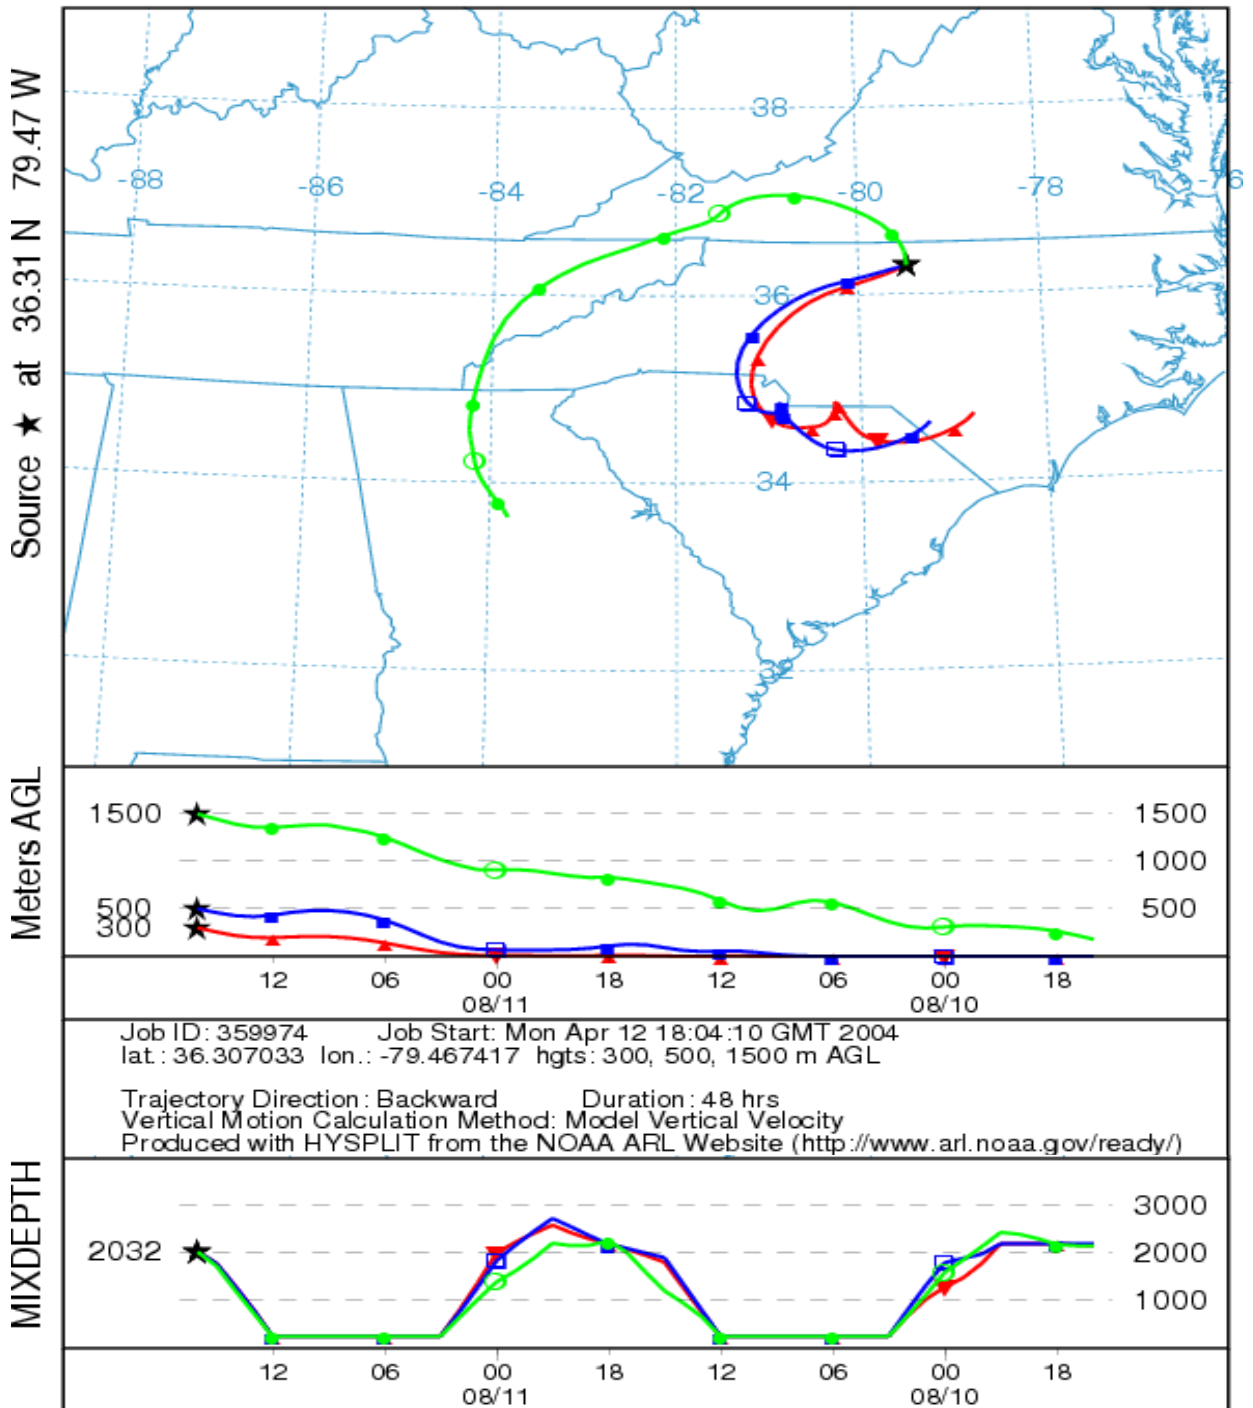 Source ★ at 36.31 N 79.47 W
38
-88
-86
-84
-82
-80
-78
-76
36
34
32
Meters AGL
1500
1500
1000
500
500
300
12 06 00 18 12 06 00 18
08/11 08/10
Job ID: 359974 Job Start: Mon Apr 12 18:04:10 GMT 2004
lat.: 36.307033 lon.: -79.467417 hgts: 300, 500, 1500 m AGL
Trajectory Direction: Backward Duration: 48 hrs
Vertical Motion Calculation Method: Model Vertical Velocity
Produced with HYSPLIT from the NOAA ARL Website (http://www.arl.noaa.gov/ready/)
MIXDEPTH
3000
2032
2000
1000
12 06 00 18 12 06 00 18
08/11 08/10